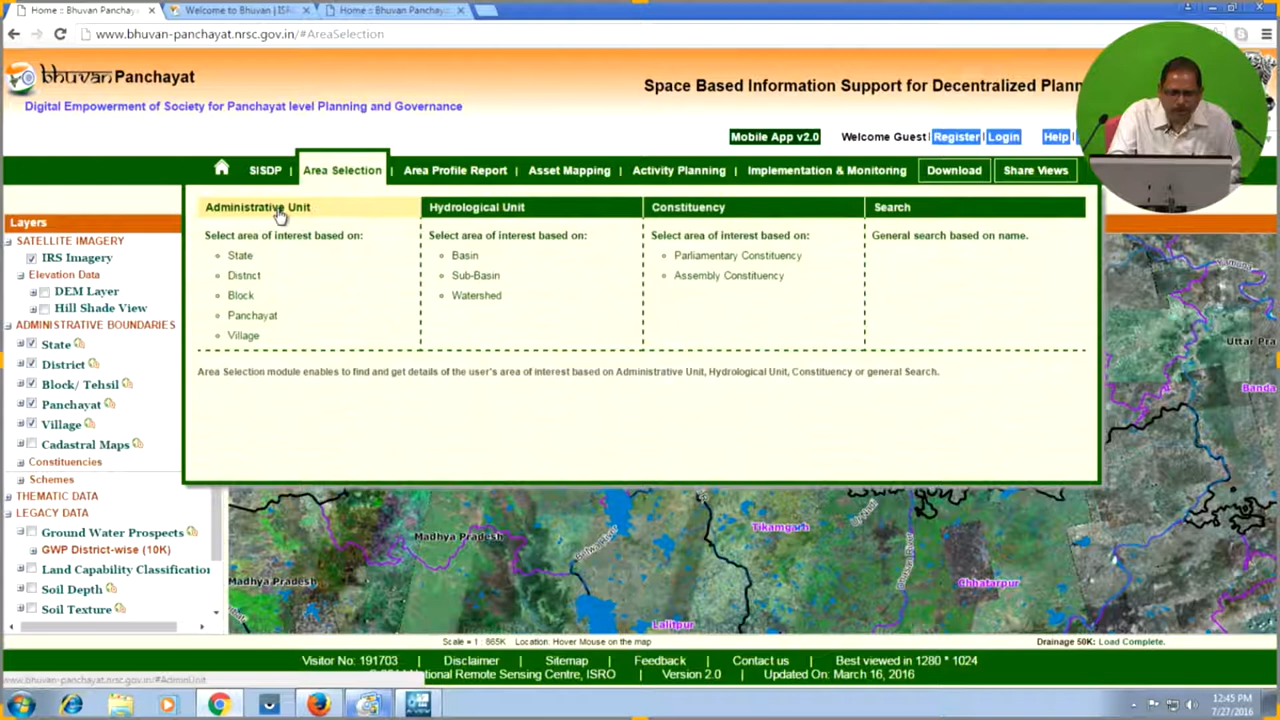 Home :: Bhuvan Panchay
Welcome to Bhuvan | ISR
Home :: Bhuvan Panchay
www.bhuvan-panchayat.nrsc.gov.in/#AreaSelection
bhuvanPanchayat
Space Based Information Support for Decentralized Plann
Digital Empowerment of Society for Panchayat level Planning and Governance
Mobile App v2.0 Welcome Guest | Register | Login Help
SISDP | Area Selection | Area Profile Report | Asset Mapping | Activity Planning | Implementation & Monitoring Download Share Views
Administrative Unit
Select area of interest based on:
State
District
Block
Panchayat
Village
Hydrological Unit
Select area of interest based on:
Basin
Sub-Basin
Watershed
Constituency
Select area of interest based on:
Parliamentary Constituency
Assembly Constituency
Search
General search based on name.
Area Selection module enables to find and get details of the user's area of interest based on Administrative Unit, Hydrological Unit, Constituency or general Search.
Layers
SATELLITE IMAGERY
IRS Imagery
Elevation Data
DEM Layer
Hill Shade View
ADMINISTRATIVE BOUNDARIES
State
District
Block/ Tehsil
Panchayat
Village
Cadastral Maps
Constituencies
Schemes
THEMATIC DATA
LEGACY DATA
Ground Water Prospects
GWP District-wise (10K)
Land Capability Classification
Soil Depth
Soil Texture
Uttar Pra
Banda
Madhya Pradesh
Tikamgarh
Madhya Pradesh
Chhatarpur
Lalitpur
Scale = 1 : 865K Location: Hover Mouse on the map
Drainage 50K: Load Complete.
Visitor No: 191703 | Disclaimer | Sitemap | Feedback | Contact us | Best viewed in 1280 * 1024
National Remote Sensing Centre, ISRO | Version 2.0 | Updated On: March 16, 2016
www.bhuvan-panchayat.nrsc.gov.in/#AdminUnit
12:45 PM
7/27/2016